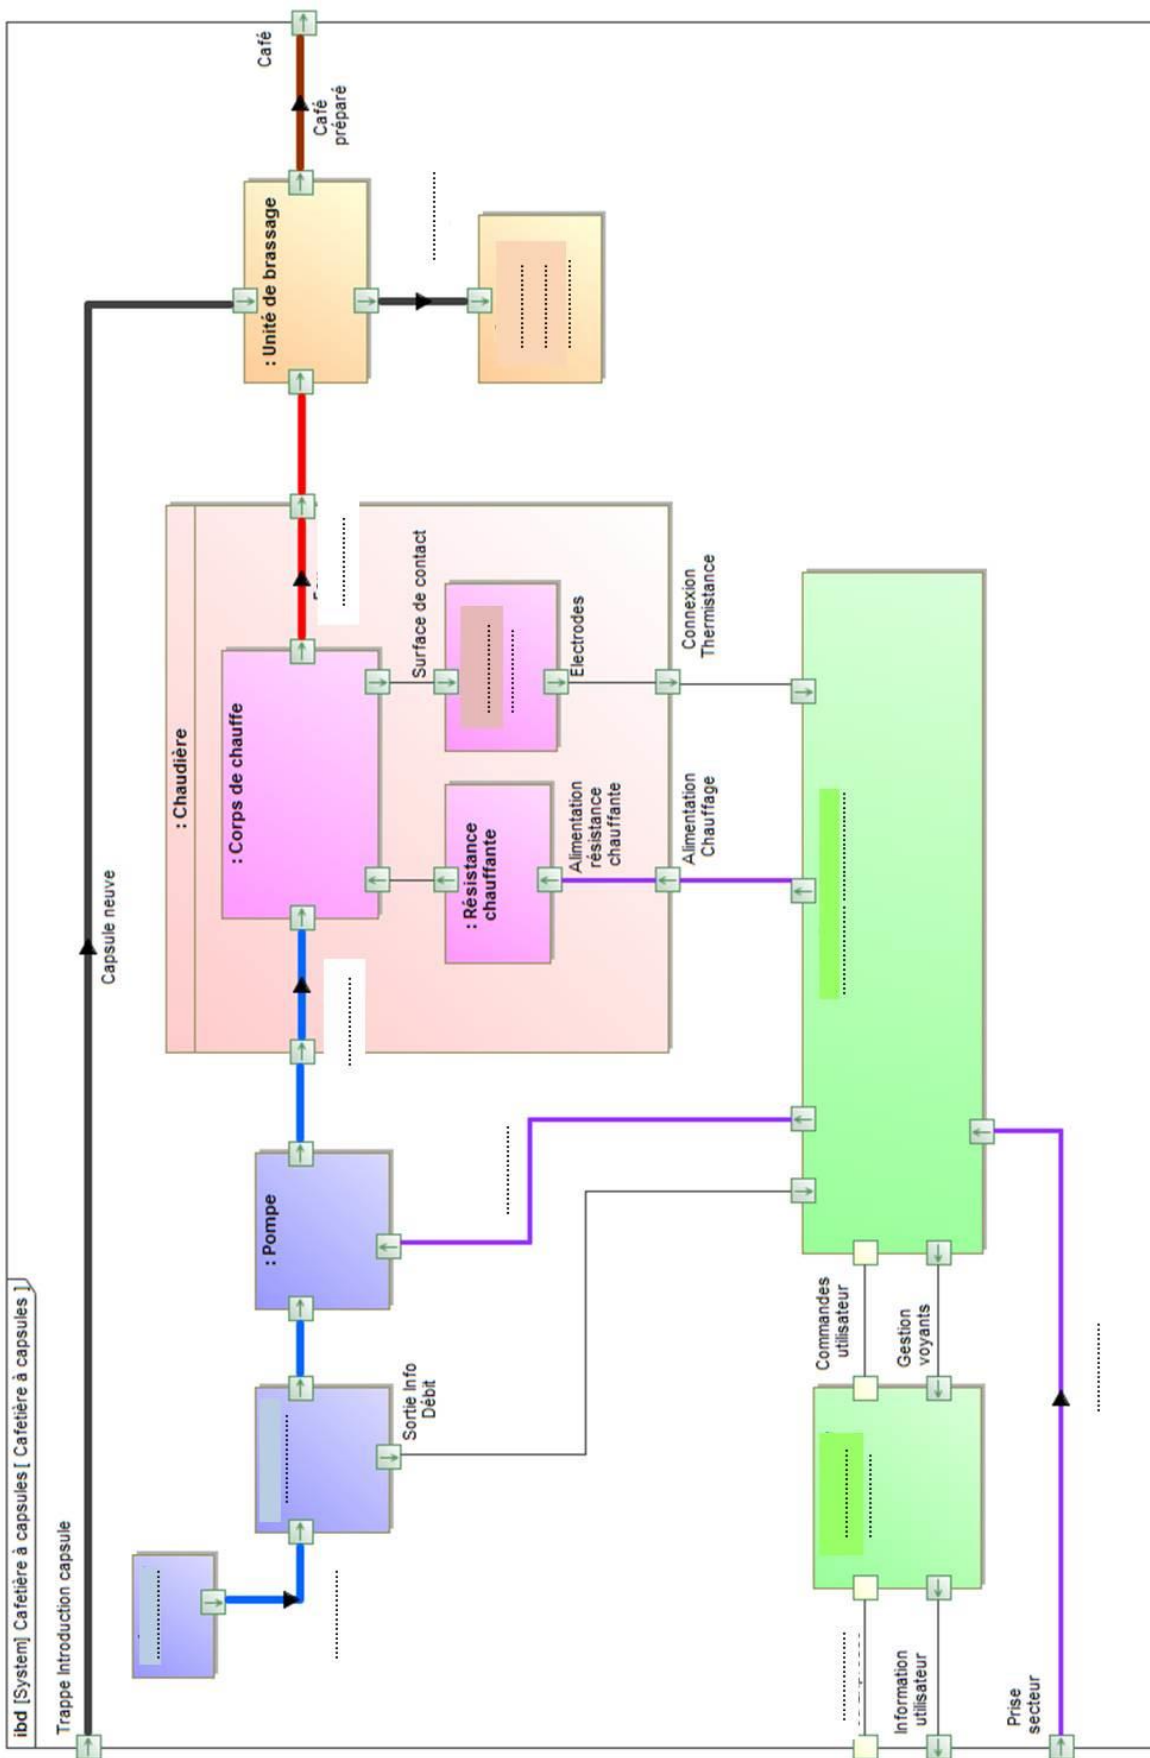 ibd [System] Cafetière à capsules [ Cafetière à capsules ]
Trappe Introduction capsule
Capsule neuve
: Chaudière
: Corps de chauffe
: Unité de brassage
Café
Café
préparé
: Pompe
: Résistance
chauffante
Surface de contact
Electrodes
Alimentation
résistance
chauffante
Alimentation
Chauffage
Connexion
Thermistance
Sortie Info
Débit
Commandes
utilisateur
Gestion
voyants
Information
utilisateur
Prise
secteur